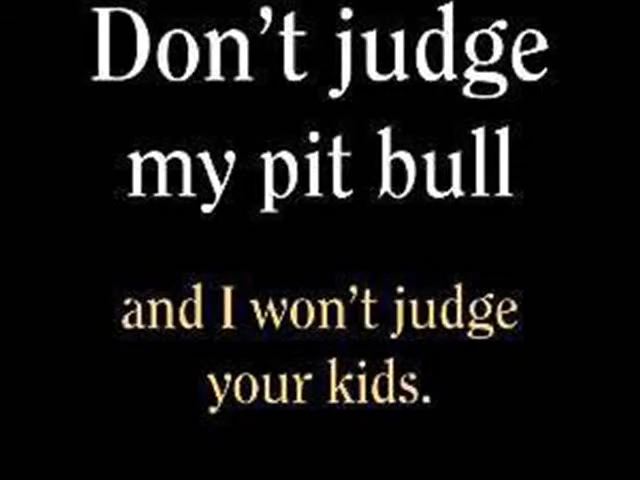 Don’t judge
my pit bull
and I won’t judge
your kids.